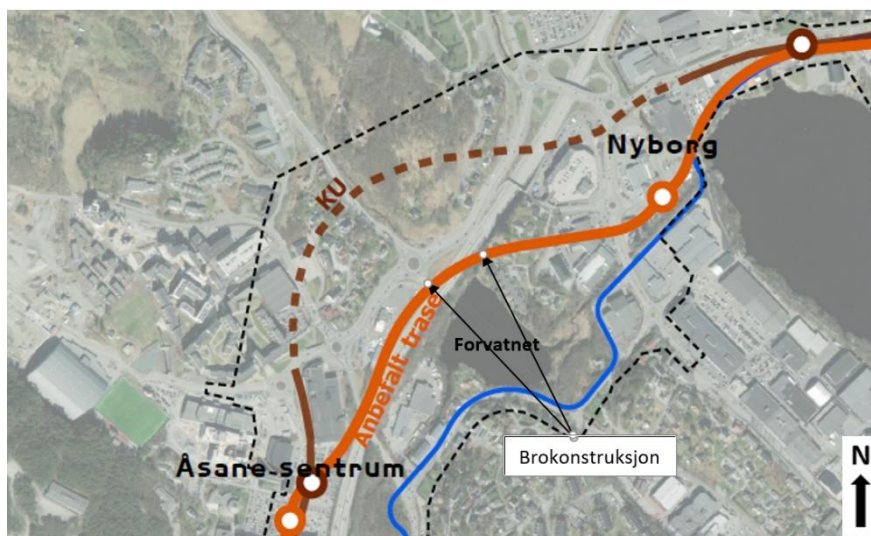 Nyborg
KU
Anbefalt trase
Forvatnet
Åsane sentrum
Brokonstruksjon
N